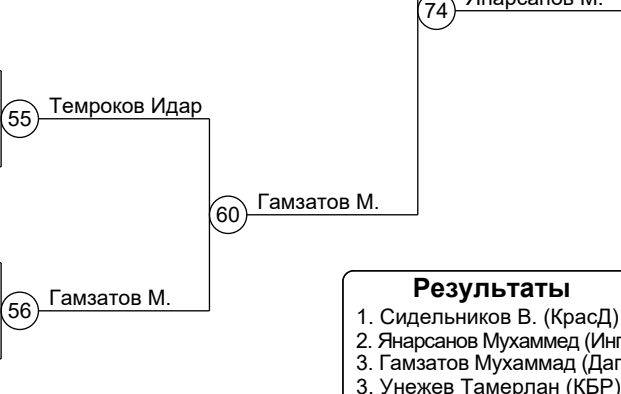 74 Янарсанов М.
55 Темроков Идар
60 Гамзатов М.
56 Гамзатов М.
Результаты
1. Сидельников В. (КрасД)
2. Янарсанов Мухаммед (Инг
3. Гамзатов Мухаммад (Даг
3. Унежев Тамерлан (КБР)